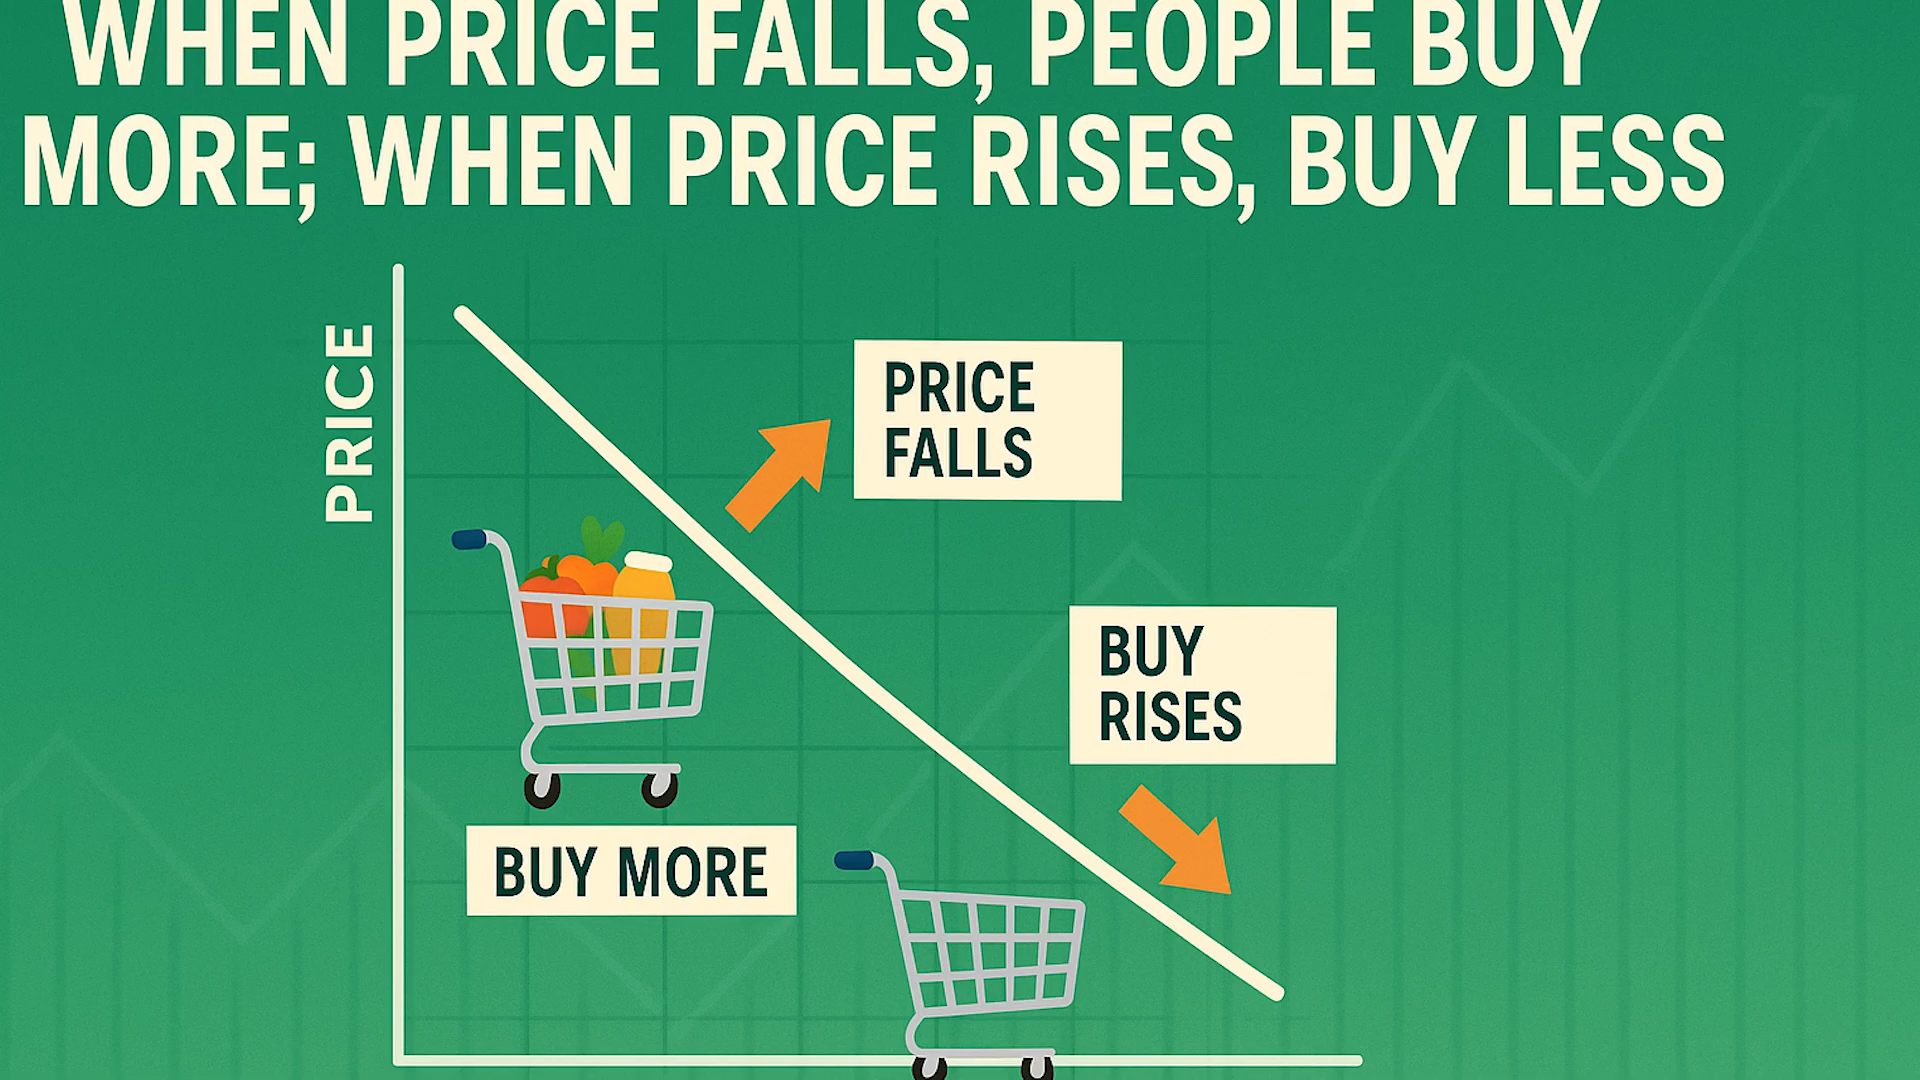 WHEN PRICE FALLS, PEOPLE BUY
MORE; WHEN PRICE RISES, BUY LESS
PRICE
PRICE
FALLS
BUY
RISES
BUY MORE